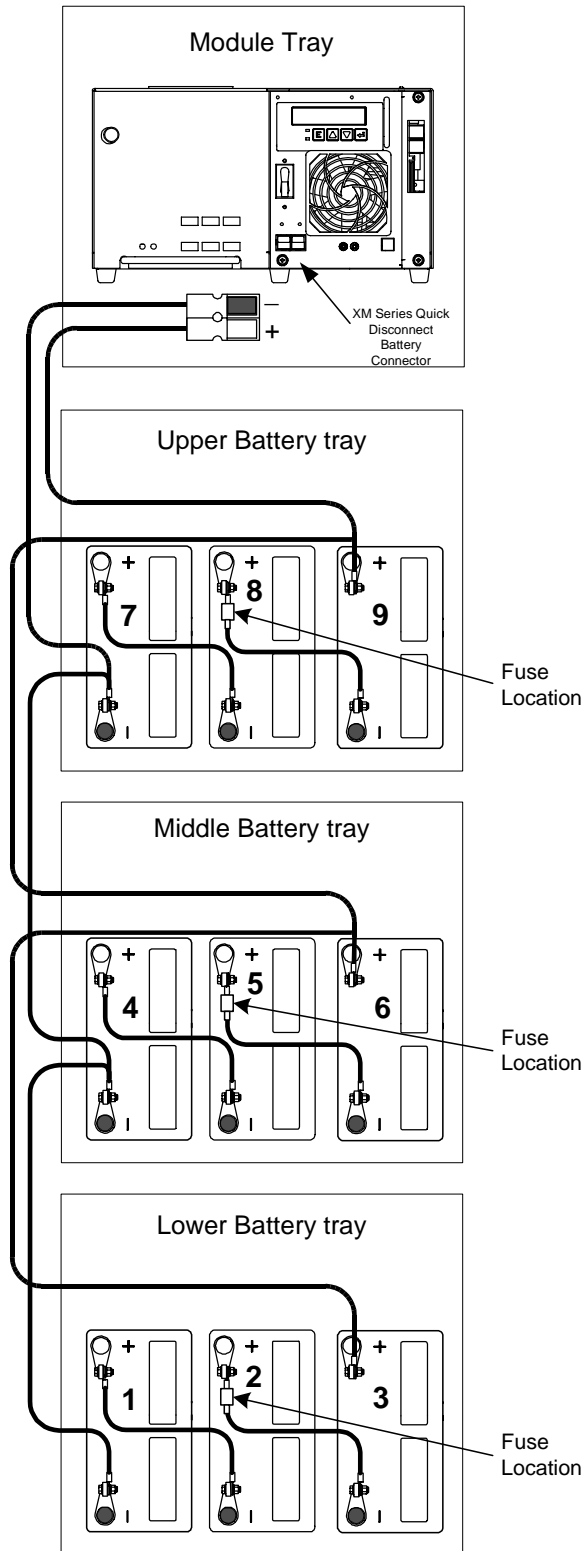 Module Tray
E
–
+
XM Series Quick
Disconnect
Battery
Connector
Upper Battery tray
+ + +
7 8 9
Fuse
Location
– – –
Middle Battery tray
+ + +
4 5 6
Fuse
Location
– – –
Lower Battery tray
+ + +
1 2 3
Fuse
Location
– – –